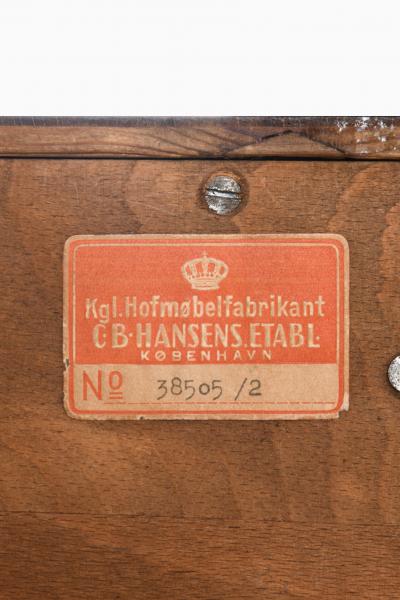 Kgl. Hofmøbelfabrikant
C B · HANSENS. ETABL
KØBENHAVN
No 38505 /2